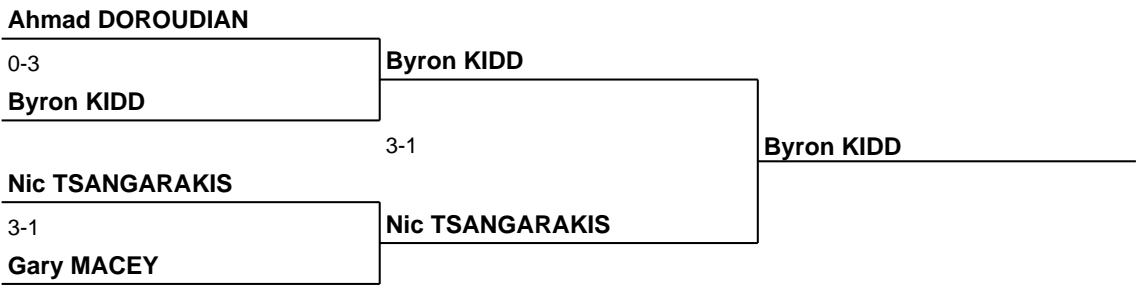 Ahmad DOROUDIAN
0-3
Byron KIDD
Byron KIDD
3-1
Byron KIDD
Nic TSANGARAKIS
3-1
Nic TSANGARAKIS
Gary MACEY